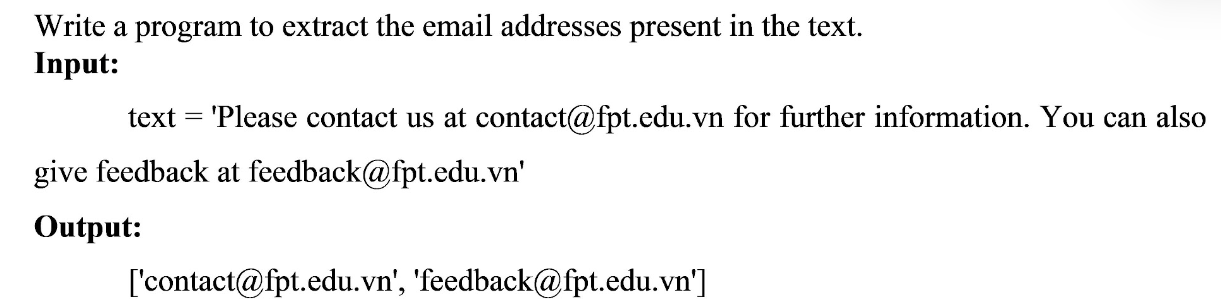 Write a program to extract the email addresses present in the text.
Input:
text = 'Please contact us at contact@fpt.edu.vn for further information. You can also
give feedback at feedback@fpt.edu.vn'
Output:
['contact@fpt.edu.vn', 'feedback@fpt.edu.vn']